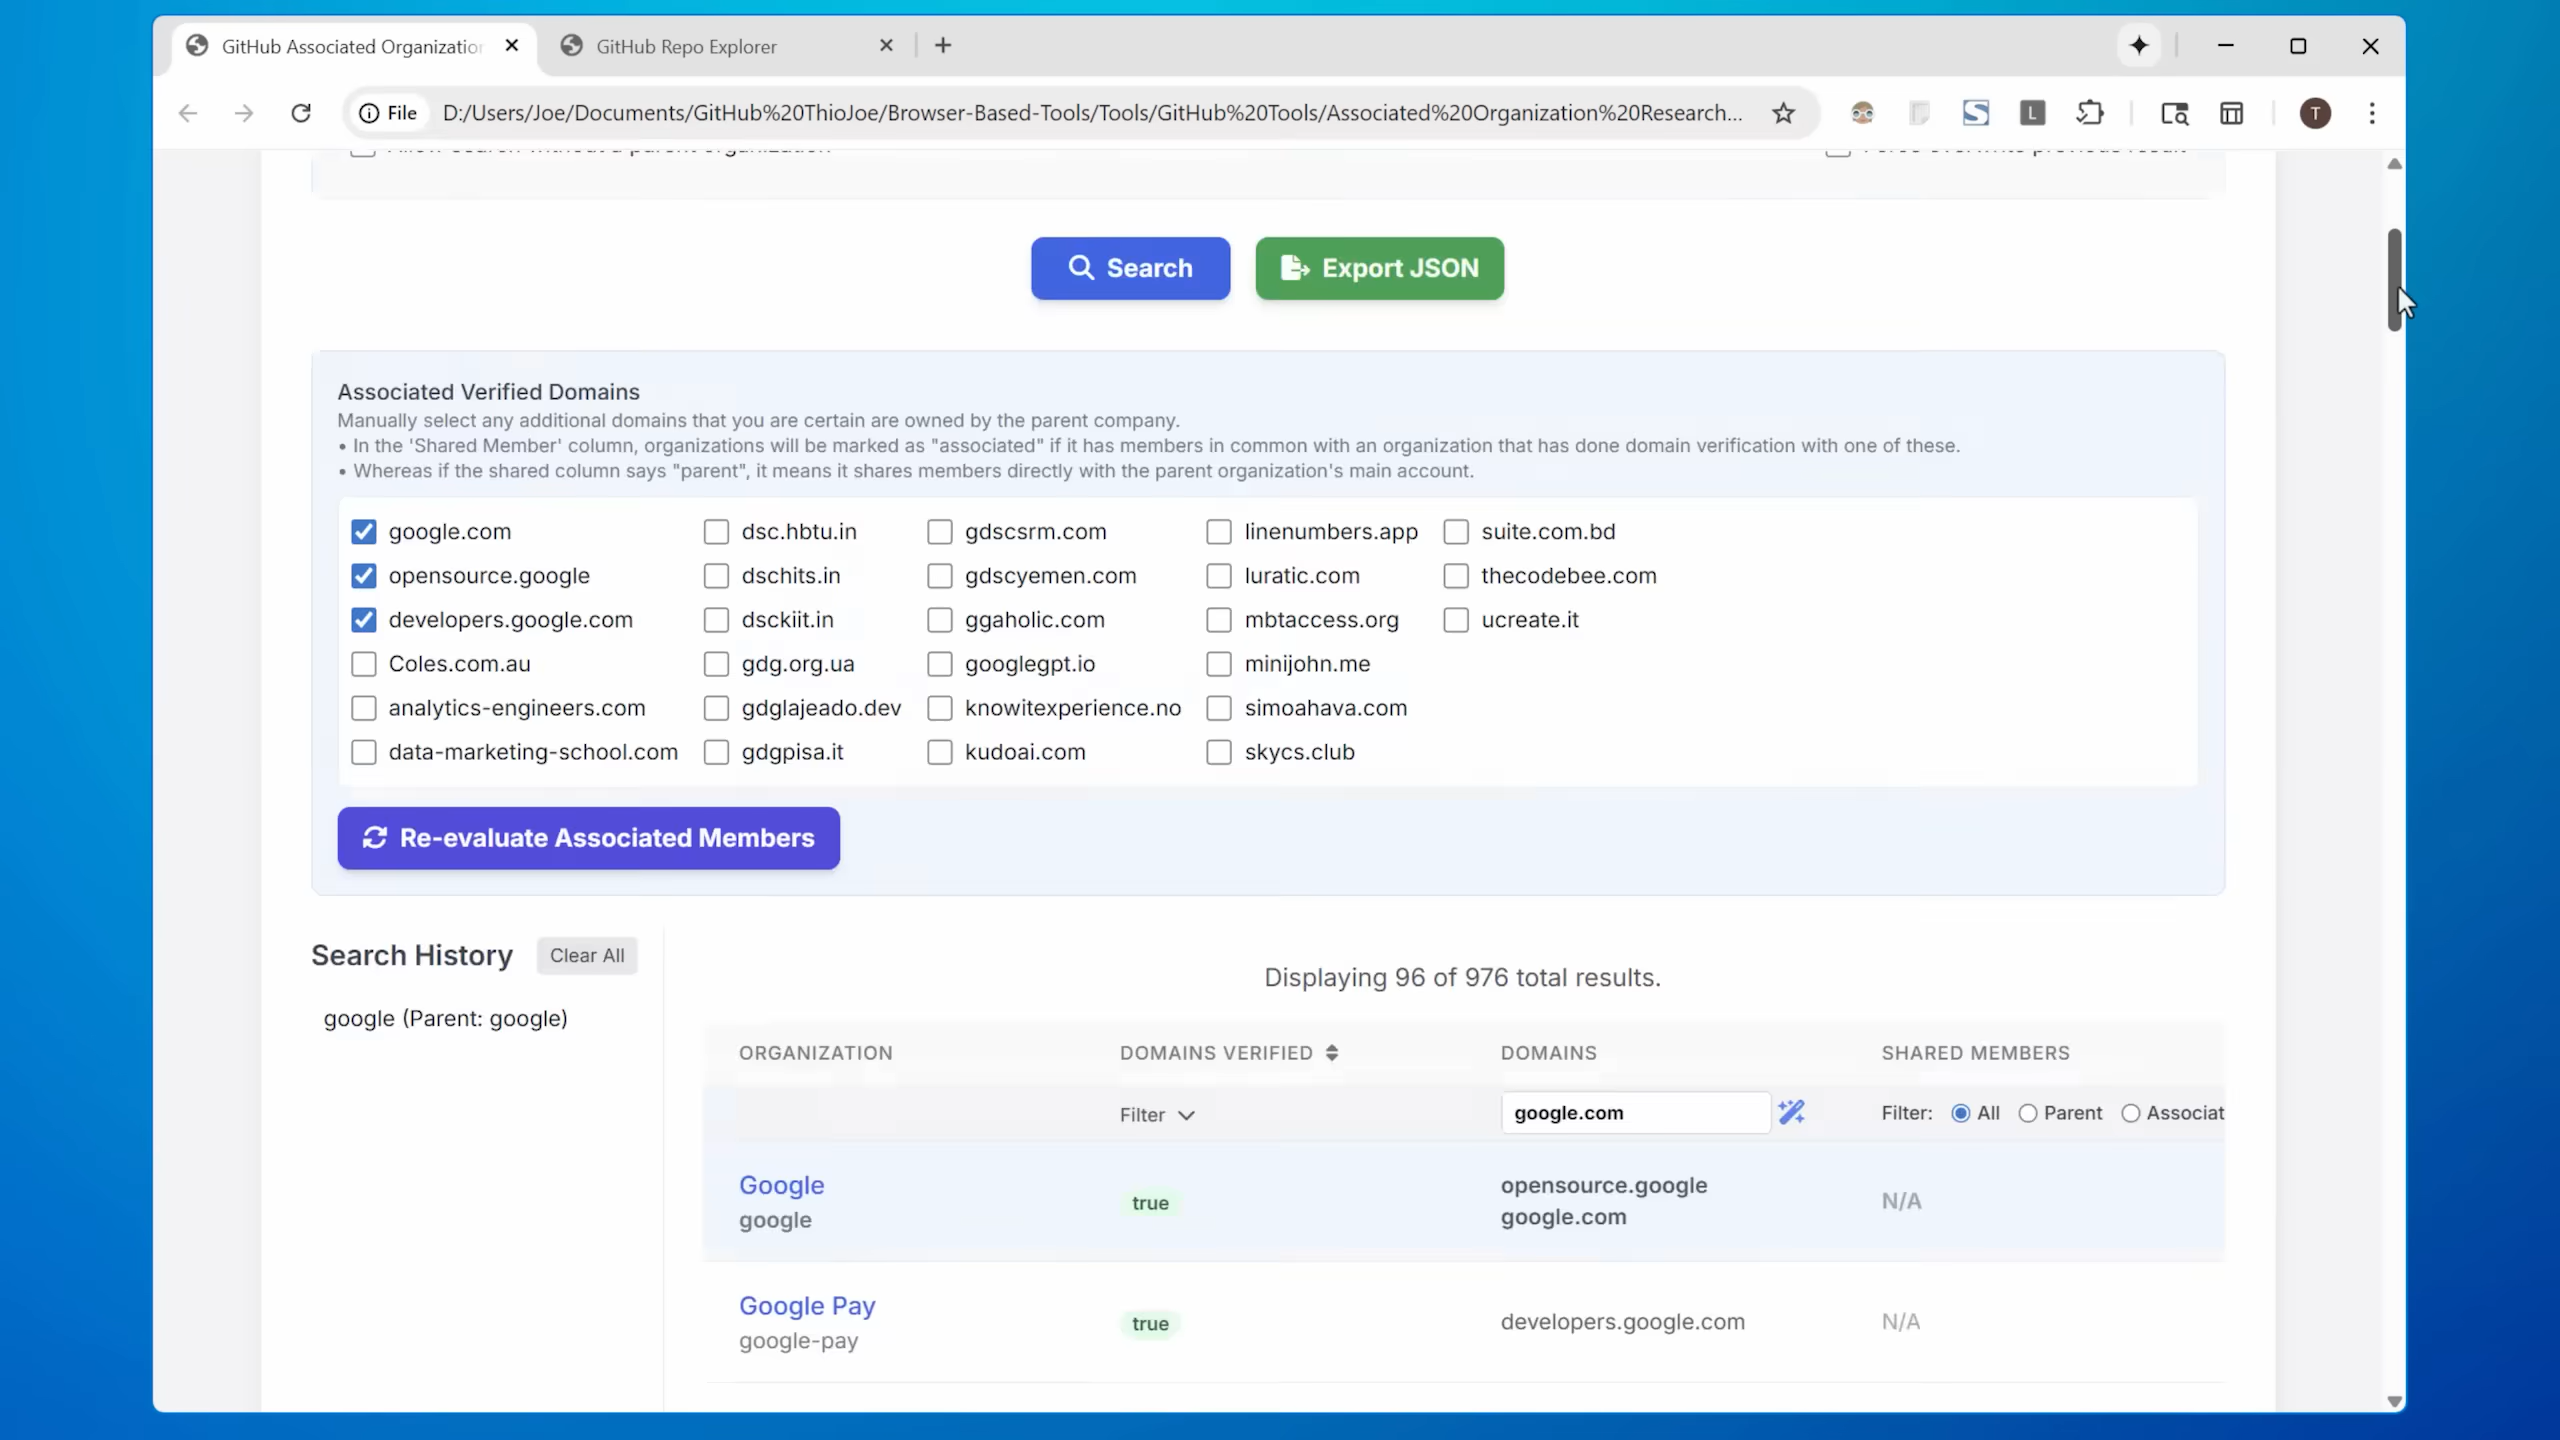 GitHub Associated Organizatio
GitHub Repo Explorer
File
D:/Users/Joe/Documents/GitHub%20ThioJoe/Browser-Based-Tools/Tools/GitHub%20Tools/Associated%20Organization%20Research...
L
T
Search
Export JSON
Associated Verified Domains
Manually select any additional domains that you are certain are owned by the parent company.
• In the 'Shared Member' column, organizations will be marked as "associated" if it has members in common with an organization that has done domain verification with one of these.
• Whereas if the shared column says "parent", it means it shares members directly with the parent organization's main account.
google.com
opensource.google
developers.google.com
Coles.com.au
analytics-engineers.com
data-marketing-school.com
dsc.hbtu.in
dschits.in
dsckiit.in
gdg.org.ua
gdglajeado.dev
gdgpisa.it
gdscsrm.com
gdscyemen.com
ggaholic.com
googlegpt.io
knowitexperience.no
kudoai.com
linenumbers.app
luratic.com
mbtaccess.org
minijohn.me
simoahava.com
skycs.club
suite.com.bd
thecodebee.com
ucreate.it
Re-evaluate Associated Members
Search History
Clear All
google (Parent: google)
Displaying 96 of 976 total results.
ORGANIZATION
DOMAINS VERIFIED
DOMAINS
SHARED MEMBERS
Filter
google.com
Filter:
All
Parent
Associat
Google
google
true
opensource.google
google.com
N/A
Google Pay
google-pay
true
developers.google.com
N/A